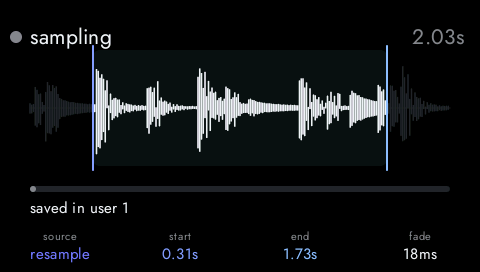 sampling 2.03s
saved in user 1
source start end fade
resample 0.31s 1.73s 18ms